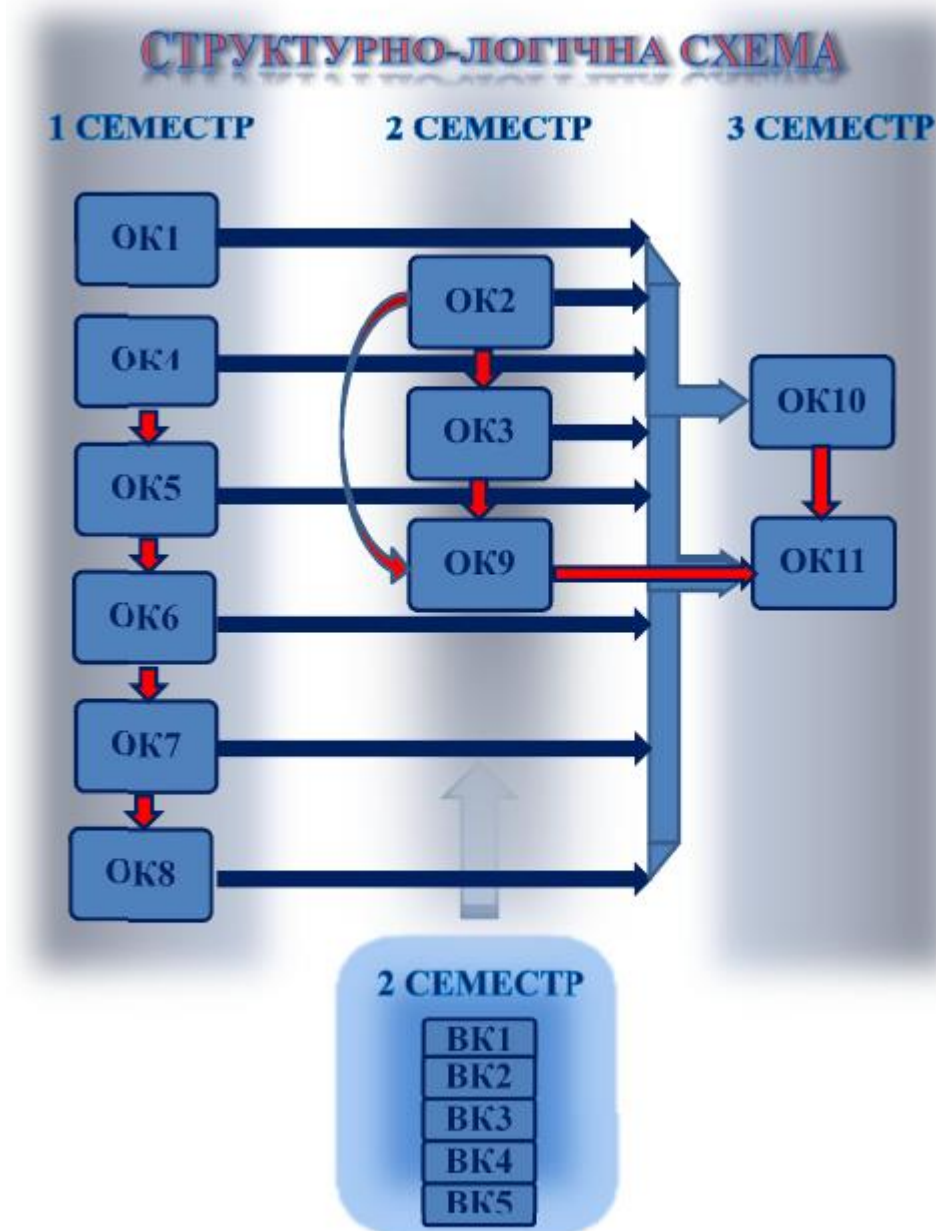 СТРУКТУРНО-ЛОГІЧНА СХЕМА
1 СЕМЕСТР
2 СЕМЕСТР
3 СЕМЕСТР
ОК1
ОК2
ОК4
ОК10
ОК3
ОК5
ОК9
ОК11
ОК6
ОК7
ОК8
2 СЕМЕСТР
ВК1
ВК2
ВК3
ВК4
ВК5